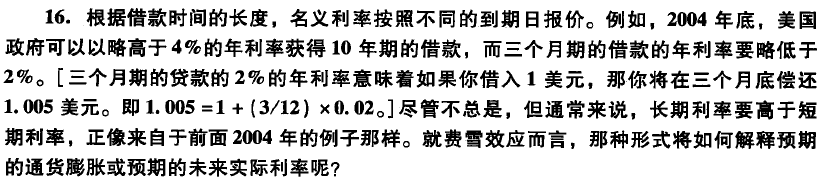 16. 根据借款时间的长度，名义利率按照不同的到期日报价。例如，2004 年底，美国
政府可以以略高于 4%的年利率获得 10 年期的借款，而三个月期的借款的年利率要略低于
2%。[三个月期的贷款的 2%的年利率意味着如果你借入 1 美元，那你将在三个月底偿还
1.005 美元。即 1.005 =1 + (3/12) ×0.02。]尽管不总是，但通常来说，长期利率要高于短
期利率，正像来自于前面 2004 年的例子那样。就费雪效应而言，那种形式将如何解释预期
的通货膨胀或预期的未来实际利率呢？